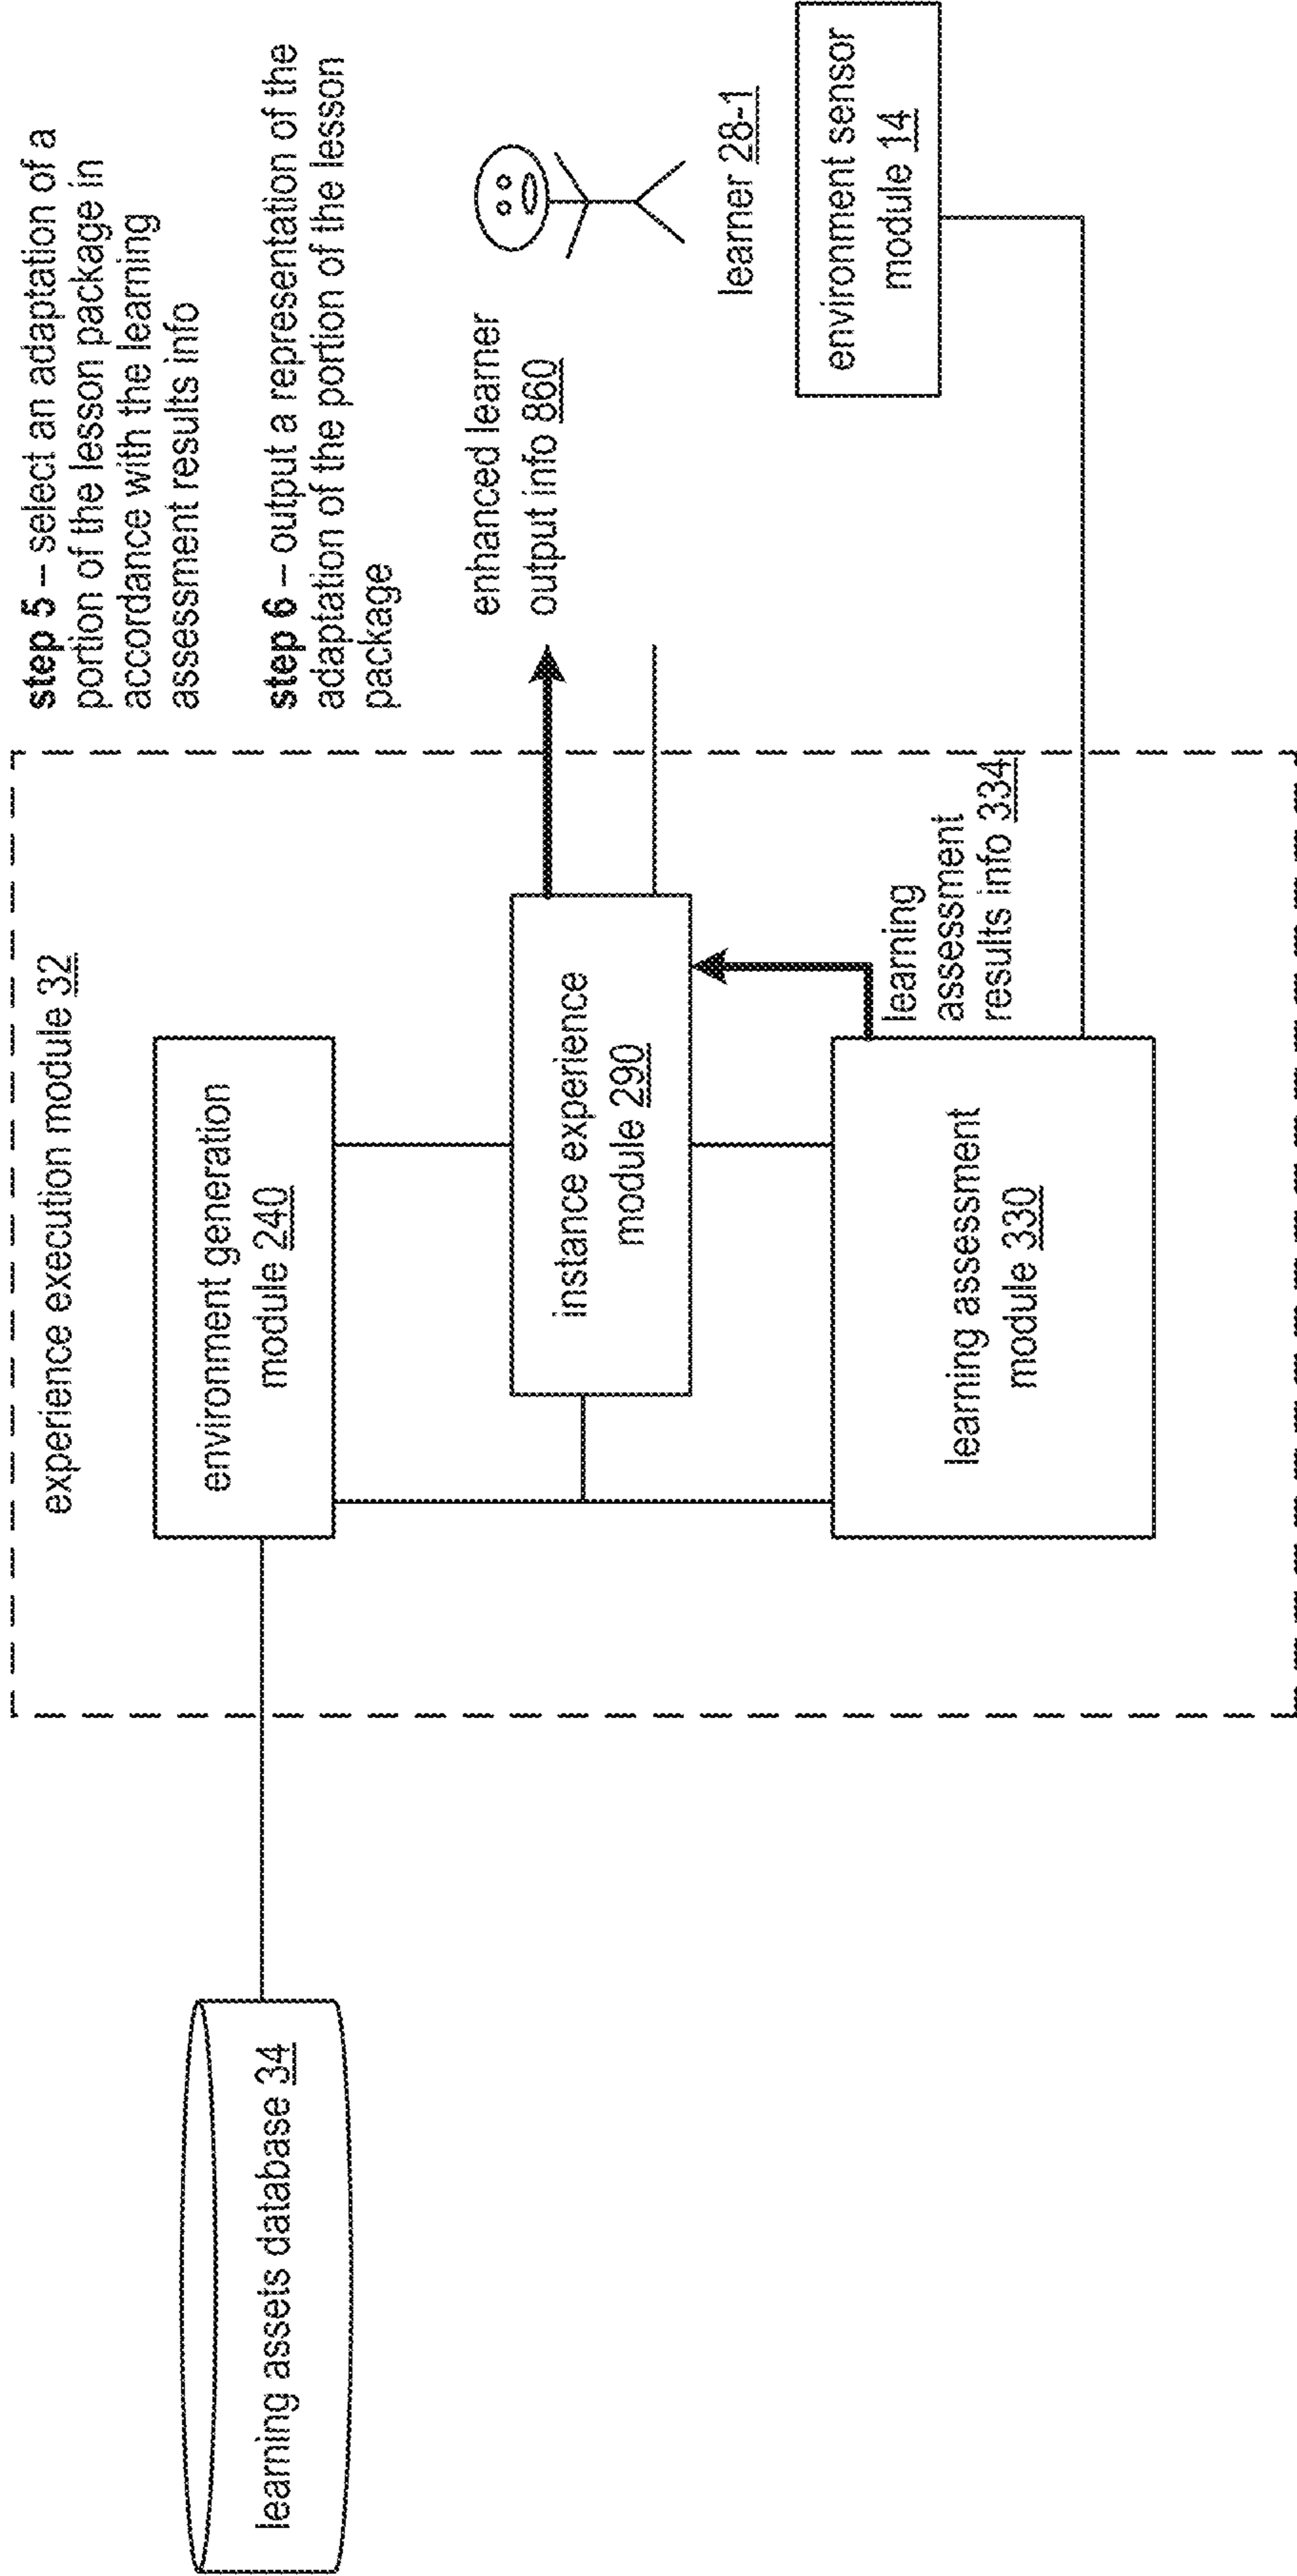 step 5 – select an adaptation of a
portion of the lesson package in
accordance with the learning
assessment results info
step 6 – output a representation of the
adaptation of the portion of the lesson
package
experience execution module 32
learning assets database 34
environment generation
module 240
instance experience
module 290
enhanced learner
output info 860
learner 28-1
learning
assessment
results info 334
learning assessment
module 330
environment sensor
module 14